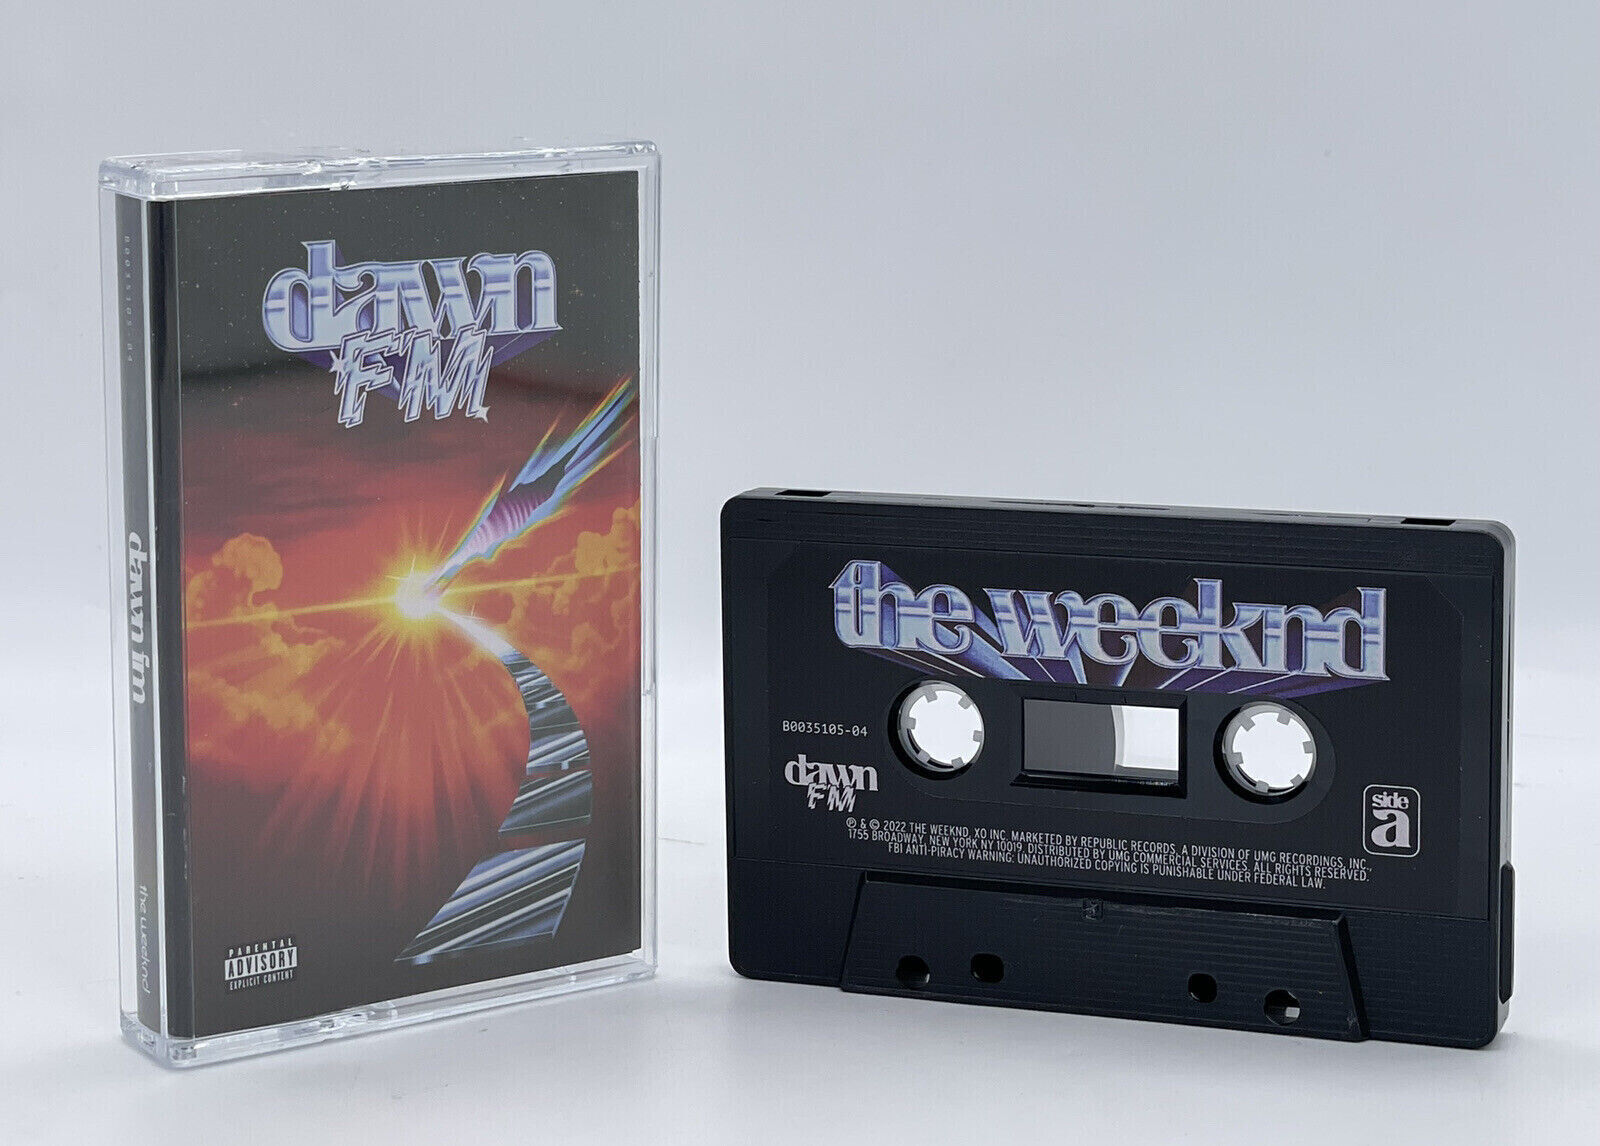 B0035105-04
dawn fm
the weeknd
dawn
FM
PARENTAL
ADVISORY
EXPLICIT CONTENT
the weeknd
B0035105-04
dawn
FM
side
a
℗ & © 2022 THE WEEKND, XO INC. MARKETED BY REPUBLIC RECORDS, A DIVISION OF UMG RECORDINGS, INC.,
1755 BROADWAY, NEW YORK NY 10019. DISTRIBUTED BY UMG COMMERCIAL SERVICES. ALL RIGHTS RESERVED.
FBI ANTI-PIRACY WARNING: UNAUTHORIZED COPYING IS PUNISHABLE UNDER FEDERAL LAW.